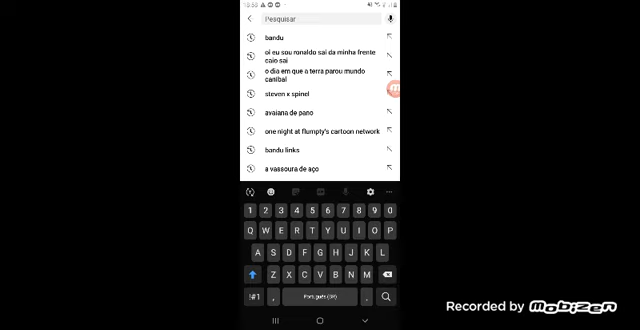 Pesquisar
bandu
oi eu sou ronaldo sai da minha frente
caio sai
o dia em que a terra parou mundo
canibal
steven x spinel
avaiana de pano
one night at flumpty's cartoon network
bandu links
a vassoura de aço
1 2 3 4 5 6 7 8 9 0
Q W E R T Y U I O P
A S D F G H J K L
Z X C V B N M
!#1 , Português (BR) .
Recorded by mobizen